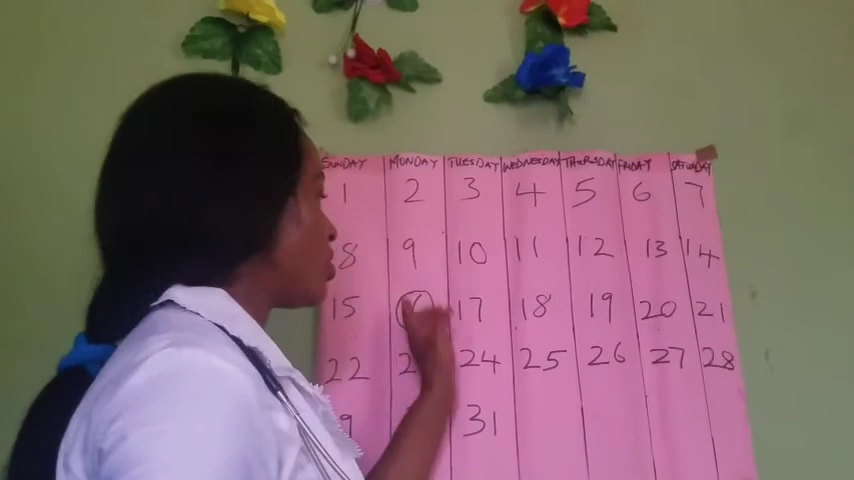 SUNDAY MONDAY TUESDAY WEDNESDAY THURSDAY FRIDAY SATURDAY
1 2 3 4 5 6 7
8 9 10 11 12 13 14
15 17 18 19 20 21
22 24 25 26 27 28
31